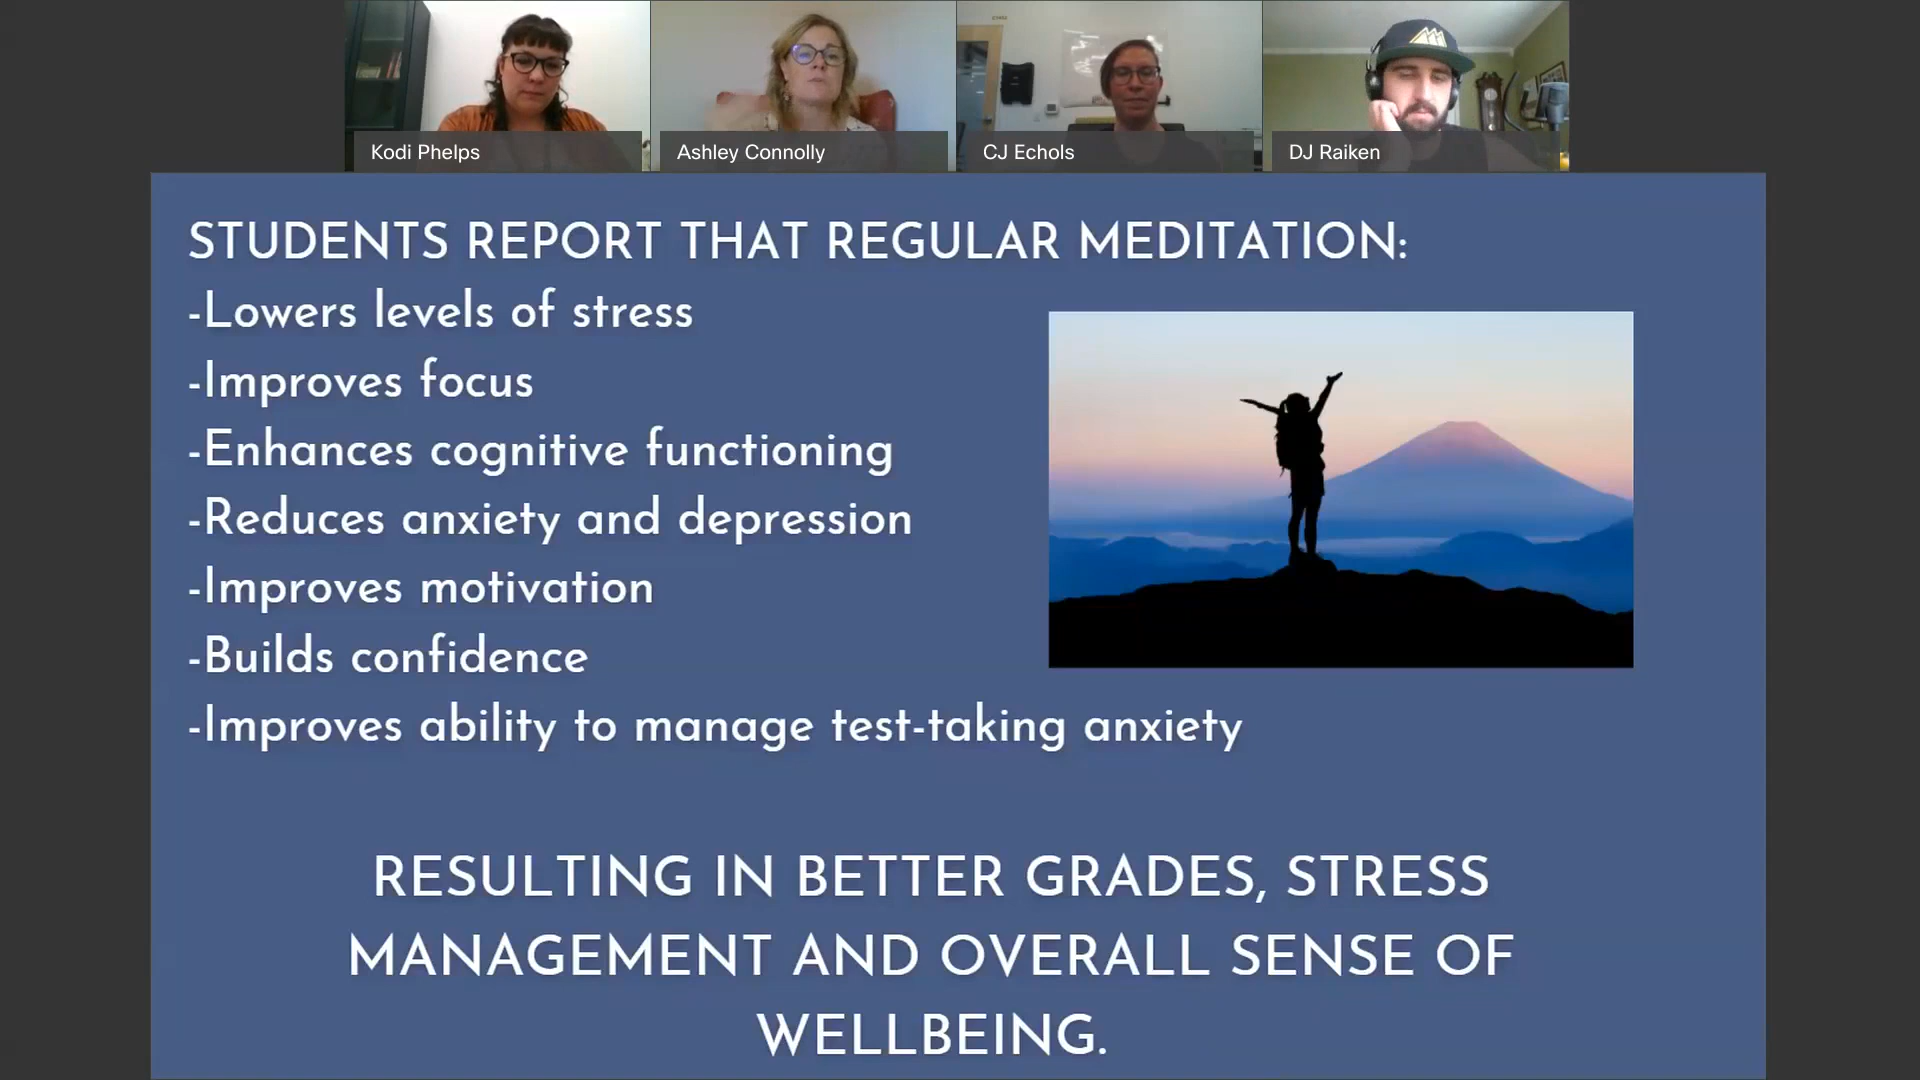 Kodi Phelps
Ashley Connolly
CJ Echols
DJ Raiken
STUDENTS REPORT THAT REGULAR MEDITATION:
-Lowers levels of stress
-Improves focus
-Enhances cognitive functioning
-Reduces anxiety and depression
-Improves motivation
-Builds confidence
-Improves ability to manage test-taking anxiety
RESULTING IN BETTER GRADES, STRESS
MANAGEMENT AND OVERALL SENSE OF
WELLBEING.